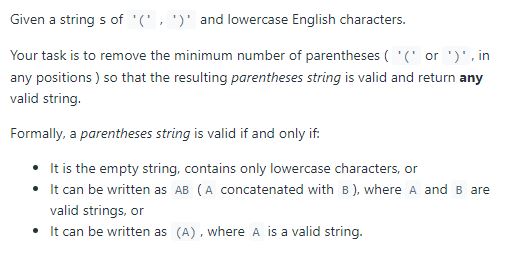 Given a string s of '(' , ')' and lowercase English characters.
Your task is to remove the minimum number of parentheses ( '(' or ')' , in
any positions ) so that the resulting parentheses string is valid and return any
valid string.
Formally, a parentheses string is valid if and only if:
• It is the empty string, contains only lowercase characters, or
• It can be written as AB ( A concatenated with B ), where A and B are
valid strings, or
• It can be written as (A) , where A is a valid string.